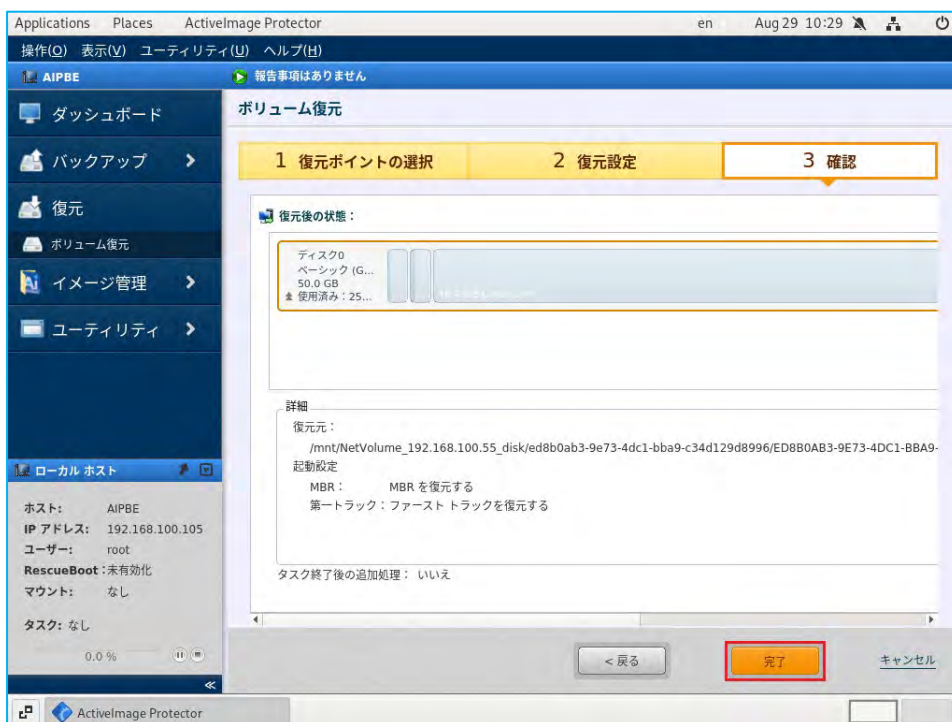 Applications Places ActiveImage Protector en Aug 29 10:29
操作(O) 表示(V) ユーティリティ(U) ヘルプ(H)
AIPBE
報告事項はありません
ダッシュボード
バックアップ
復元
ボリューム復元
イメージ管理
ユーティリティ
ボリューム復元
1 復元ポイントの選択
2 復元設定
3 確認
復元後の状態：
ディスク0
ベーシック (G...
50.0 GB
使用済み：25...
詳細
復元元：
/mnt/NetVolume_192.168.100.55_disk/ed8b0ab3-9e73-4dc1-bba9-c34d129d8996/ED8B0AB3-9E73-4DC1-BBA9-
起動設定
MBR： MBR を復元する
第一トラック：ファースト トラックを復元する
タスク終了後の追加処理： いいえ
ローカル ホスト
ホスト: AIPBE
IP アドレス: 192.168.100.105
ユーザー: root
RescueBoot：未有効化
マウント: なし
タスク: なし
0.0 %
< 戻る
完了
キャンセル
ActiveImage Protector